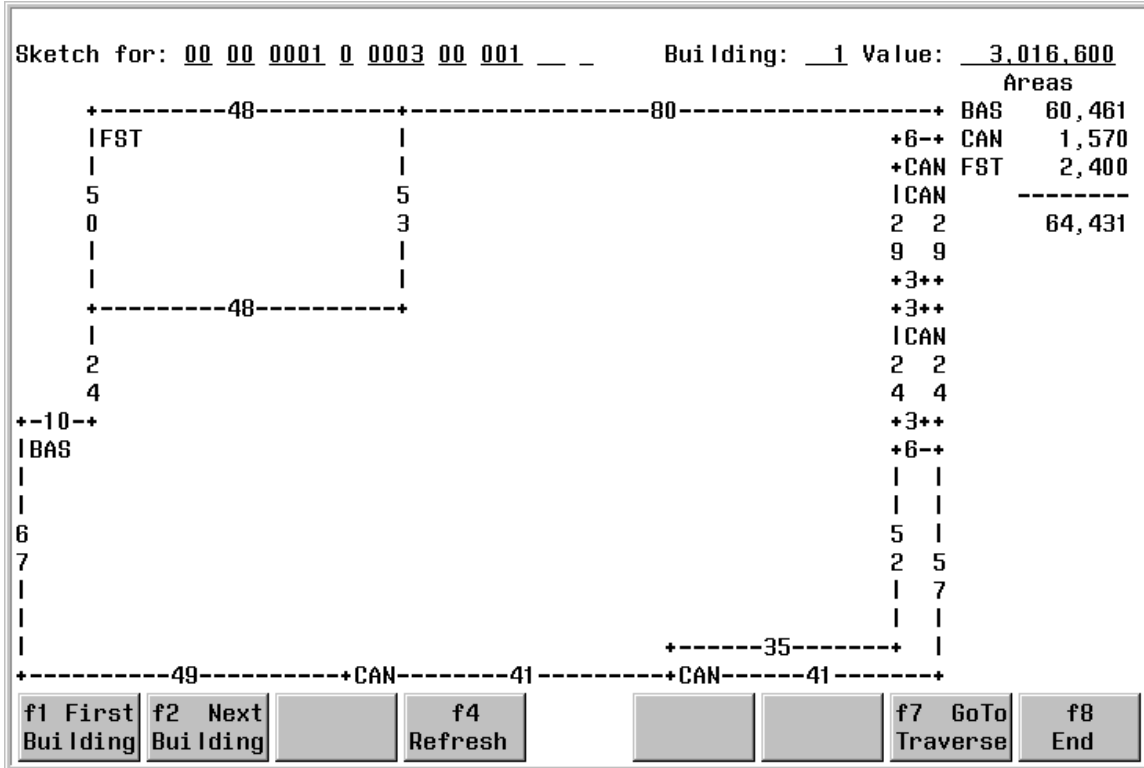 Sketch for: 00 00 0001 0 0003 00 001 __ _ Building: 1 Value: 3,016,600
Areas
+----------48-----------+------------------80-------------------+ BAS 60,461
|FST | +6-+ CAN 1,570
| | +CAN FST 2,400
5 5 |CAN --------
0 3 2 2 64,431
| | 9 9
| | +3++
+----------48-----------+ +3++
| |CAN
2 2 2
4 4 4
+-10-+ +3++
|BAS +6-+
| | |
| | |
6 5 |
7 2 5
| | 7
| | |
| +------35-------+ |
+-----------49-----------+CAN--------41--------+CAN------41-------+
f1 First Building f2 Next Building f4 Refresh f7 GoTo Traverse f8 End